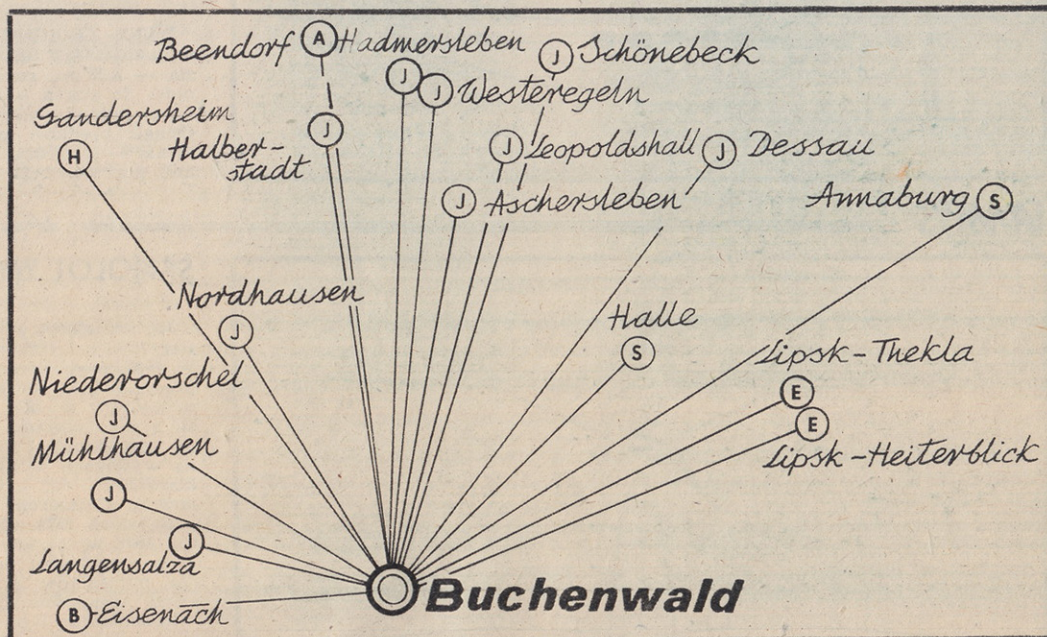 Beendorf A Hadmersleben
J J Westeregeln
J Schönebeck
Gandersheim
H
Halber-
stadt
J
J Leopoldshall
J Dessau
J Aschersleben
Annaburg S
Nordhausen
J
Halle
S
Niederorschel
J
Lipsk-Thekla
E
E
Lipsk-Heiterblick
Mühlhausen
J
J
Langensalza
B Eisenach
Buchenwald